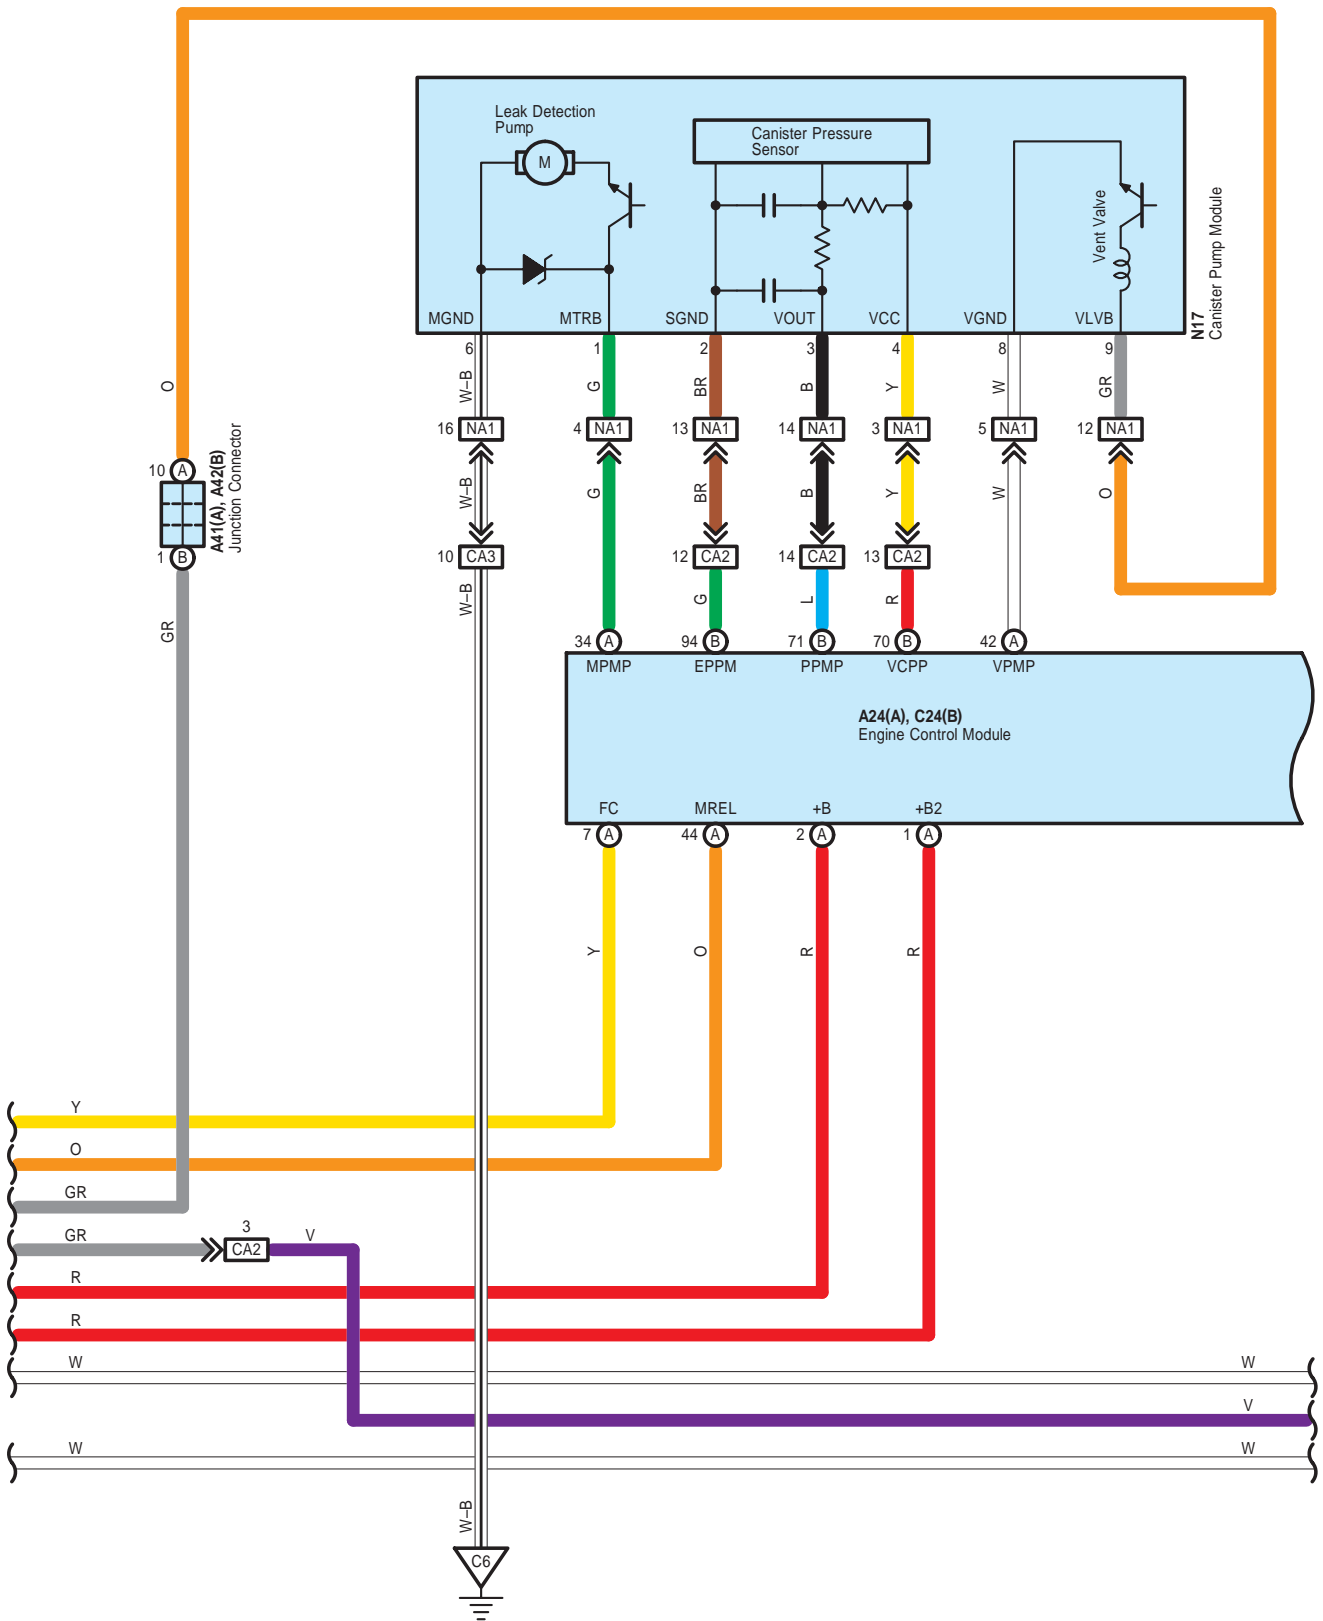 Leak Detection
Pump
M
Canister Pressure
Sensor
Vent Valve
N17
Canister Pump Module
MGND MTRB SGND VOUT VCC VGND VLVB
6 1 2 3 4 8 9
W–B G BR B Y W GR
O
16 NA1 4 NA1 13 NA1 14 NA1 3 NA1 5 NA1 12 NA1
10 A
A41(A), A42(B)
Junction Connector
W–B G BR B Y W O
1 B
10 CA3 12 CA2 14 CA2 13 CA2
W–B G L R
GR
34 A 94 B 71 B 70 B 42 A
MPMP EPPM PPMP VCPP VPMP
A24(A), C24(B)
Engine Control Module
FC MREL +B +B2
7 A 44 A 2 A 1 A
Y O R R
Y
O
GR
GR 3 CA2 V
R
R
W W
V
W W
W–B
C6